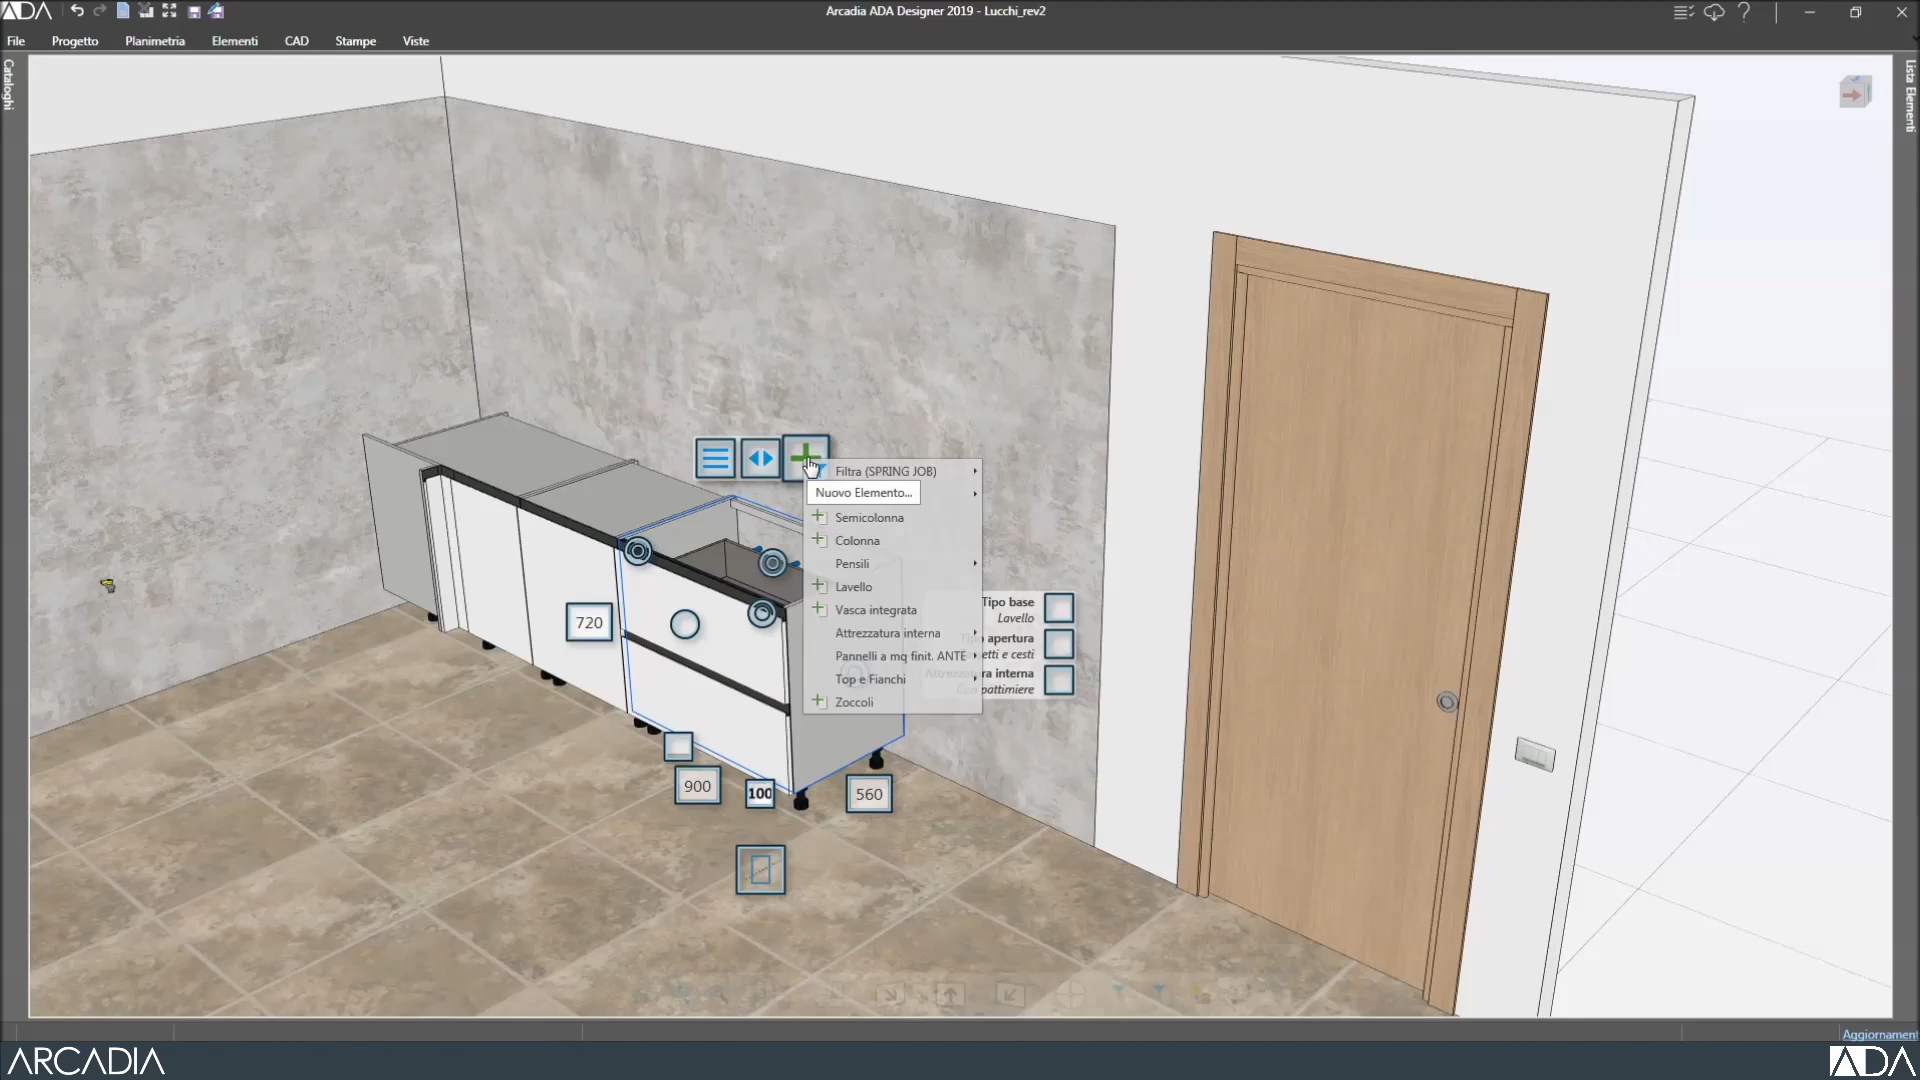 ADA
Arcadia ADA Designer 2019 - Lucchi_rev2
File
Progetto
Planimetria
Elementi
CAD
Stampe
Viste
Cataloghi
Lista Elementi
Filtra (SPRING JOB)
Nuovo Elemento...
Semicolonna
Colonna
Pensili
Lavello
Vasca integrata
Attrezzatura interna
Pannelli a mq finit. ANTE
Top e Fianchi
Zoccoli
Tipo base
Lavello
apertura
etti e cesti
Attrezzatura interna
pattimiere
720
900
100
560
Aggiornament
ARCADIA
ADA